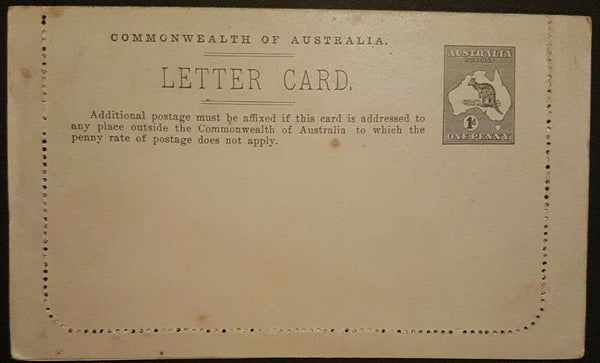 COMMONWEALTH OF AUSTRALIA.
LETTER CARD.
Additional postage must be affixed if this card is addressed to
any place outside the Commonwealth of Australia to which the
penny rate of postage does not apply.
AUSTRALIA
POSTAGE
1D
ONE PENNY